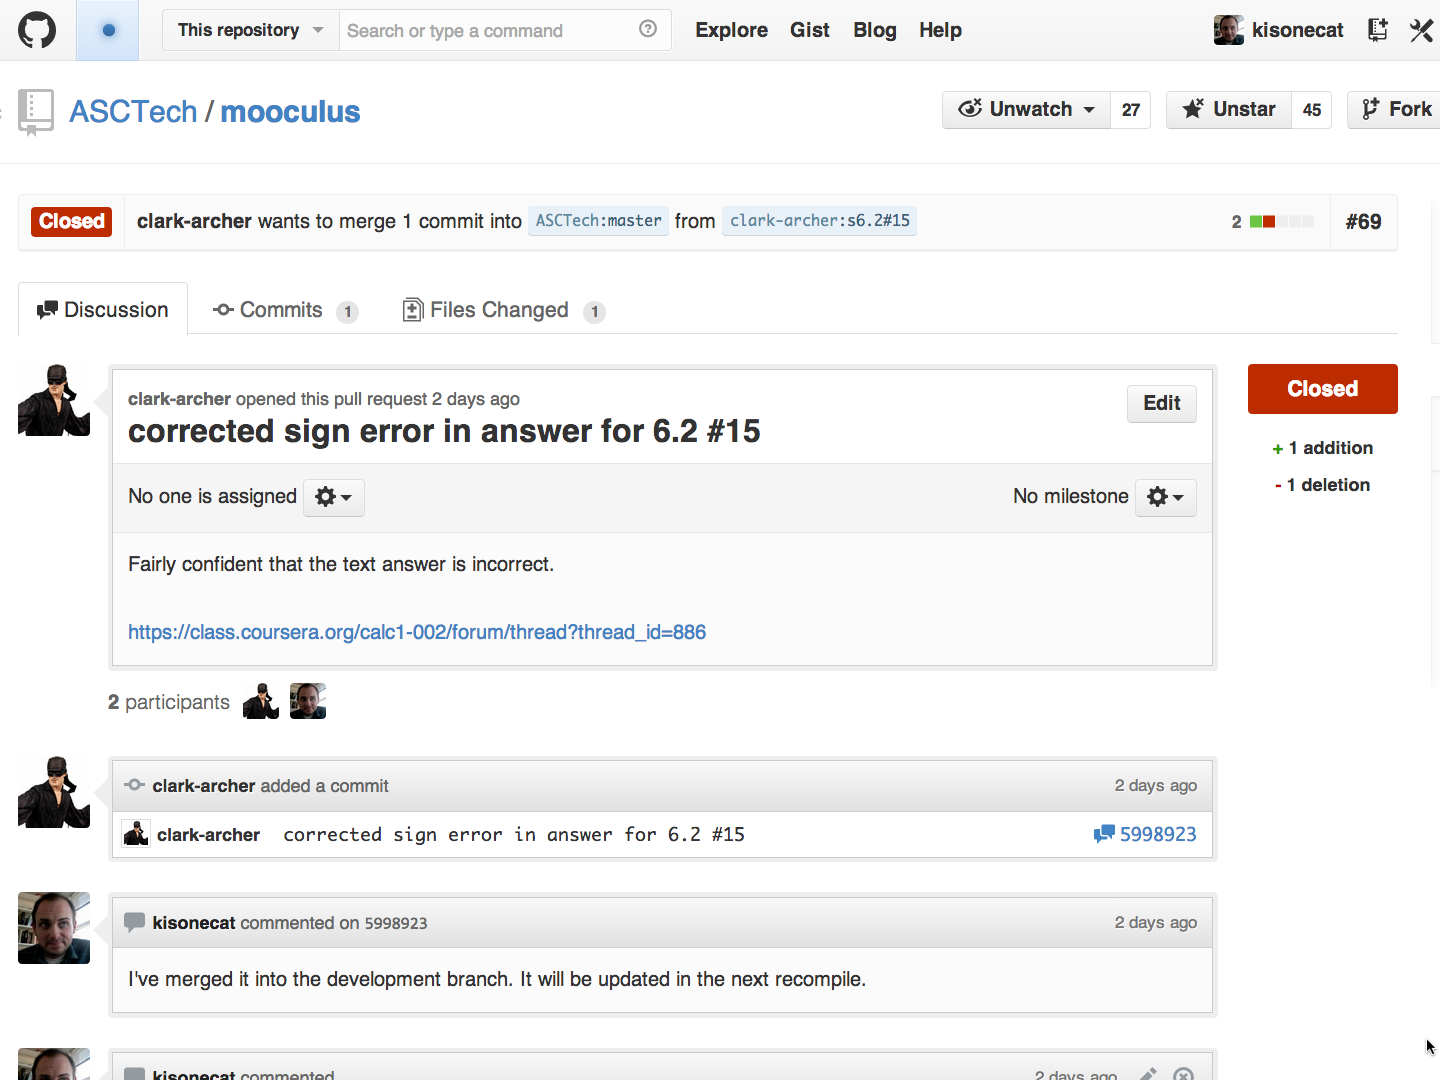 This repository Search or type a command Explore Gist Blog Help kisonecat
ASCTech / mooculus Unwatch 27 Unstar 45 Fork
Closed clark-archer wants to merge 1 commit into ASCTech:master from clark-archer:s6.2#15 2 #69
Discussion Commits 1 Files Changed 1
clark-archer opened this pull request 2 days ago
corrected sign error in answer for 6.2 #15
Edit
Closed
+ 1 addition
- 1 deletion
No one is assigned No milestone
Fairly confident that the text answer is incorrect.
https://class.coursera.org/calc1-002/forum/thread?thread_id=886
2 participants
clark-archer added a commit 2 days ago
clark-archer corrected sign error in answer for 6.2 #15 5998923
kisonecat commented on 5998923 2 days ago
I've merged it into the development branch. It will be updated in the next recompile.
kisonecat commented 2 days ago